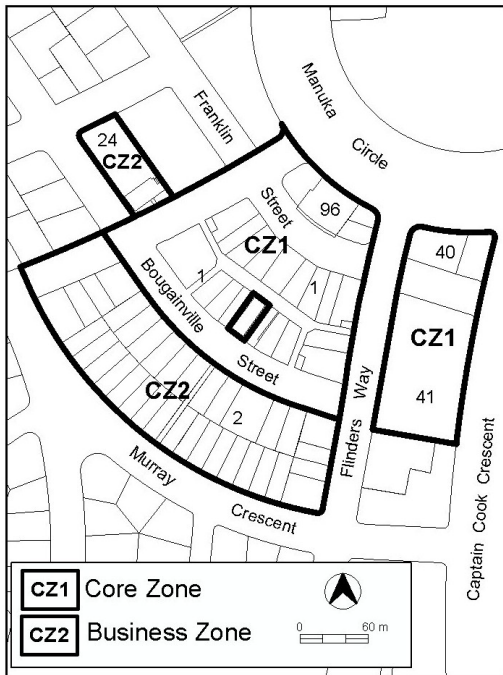 Manuka
Circle
Franklin
Street
24
CZ2
96
CZ1
40
1
1
Bougainville
Street
CZ1
41
CZ2
2
Flinders Way
Murray
Crescent
Captain Cook Crescent
CZ1 Core Zone
CZ2 Business Zone
0 60 m